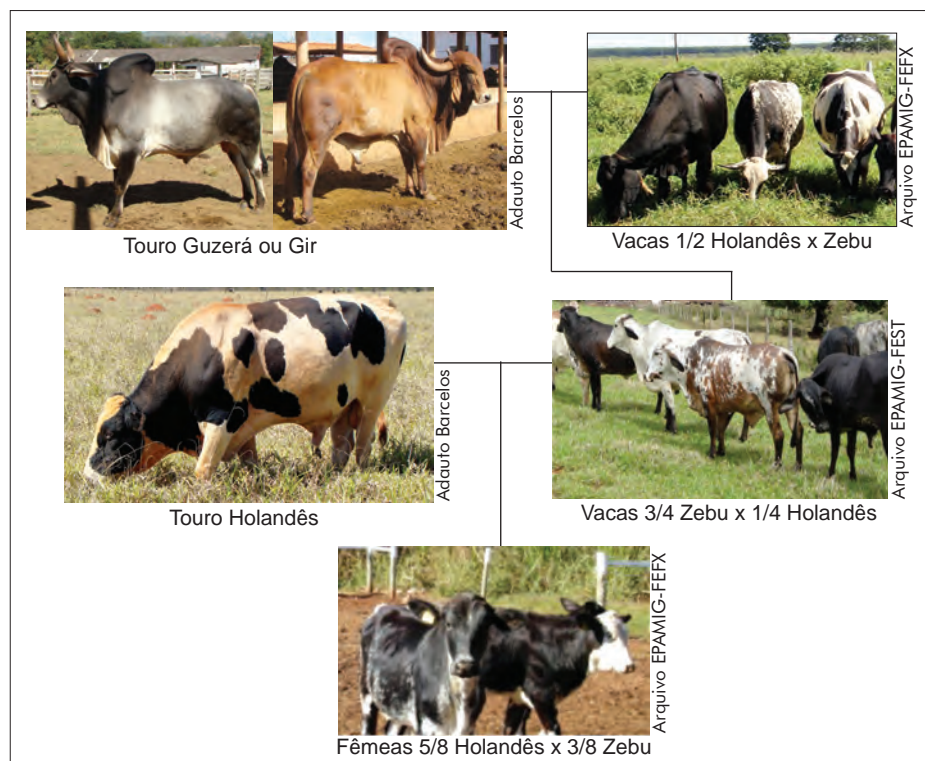 Touro Guzerá ou Gir
Adauto Barcelos
Vacas 1/2 Holandês x Zebu
Arquivo EPAMIG-FEFX
Touro Holandês
Adauto Barcelos
Vacas 3/4 Zebu x 1/4 Holandês
Arquivo EPAMIG-FEST
Fêmeas 5/8 Holandês x 3/8 Zebu
Arquivo EPAMIG-FEFX